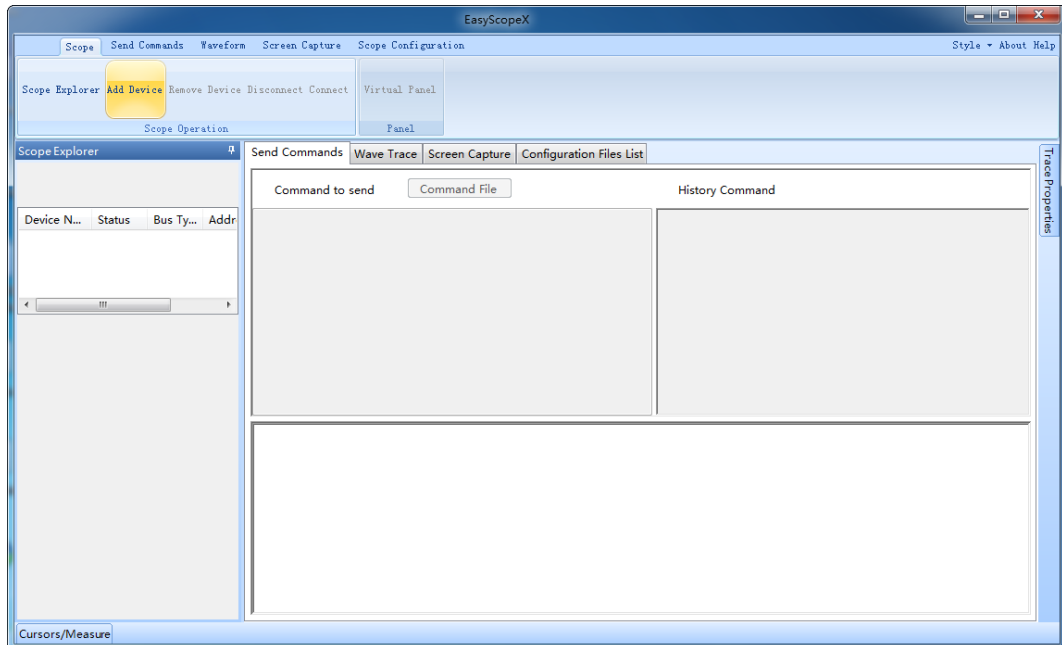 EasyScopeX
Scope Send Commands Waveform Screen Capture Scope Configuration Style About Help
Scope Explorer Add Device Remove Device Disconnect Connect Virtual Panel
Scope Operation Panel
Scope Explorer
Send Commands Wave Trace Screen Capture Configuration Files List
Trace Properties
Command to send Command File History Command
Device N... Status Bus Ty... Addr
Cursors/Measure